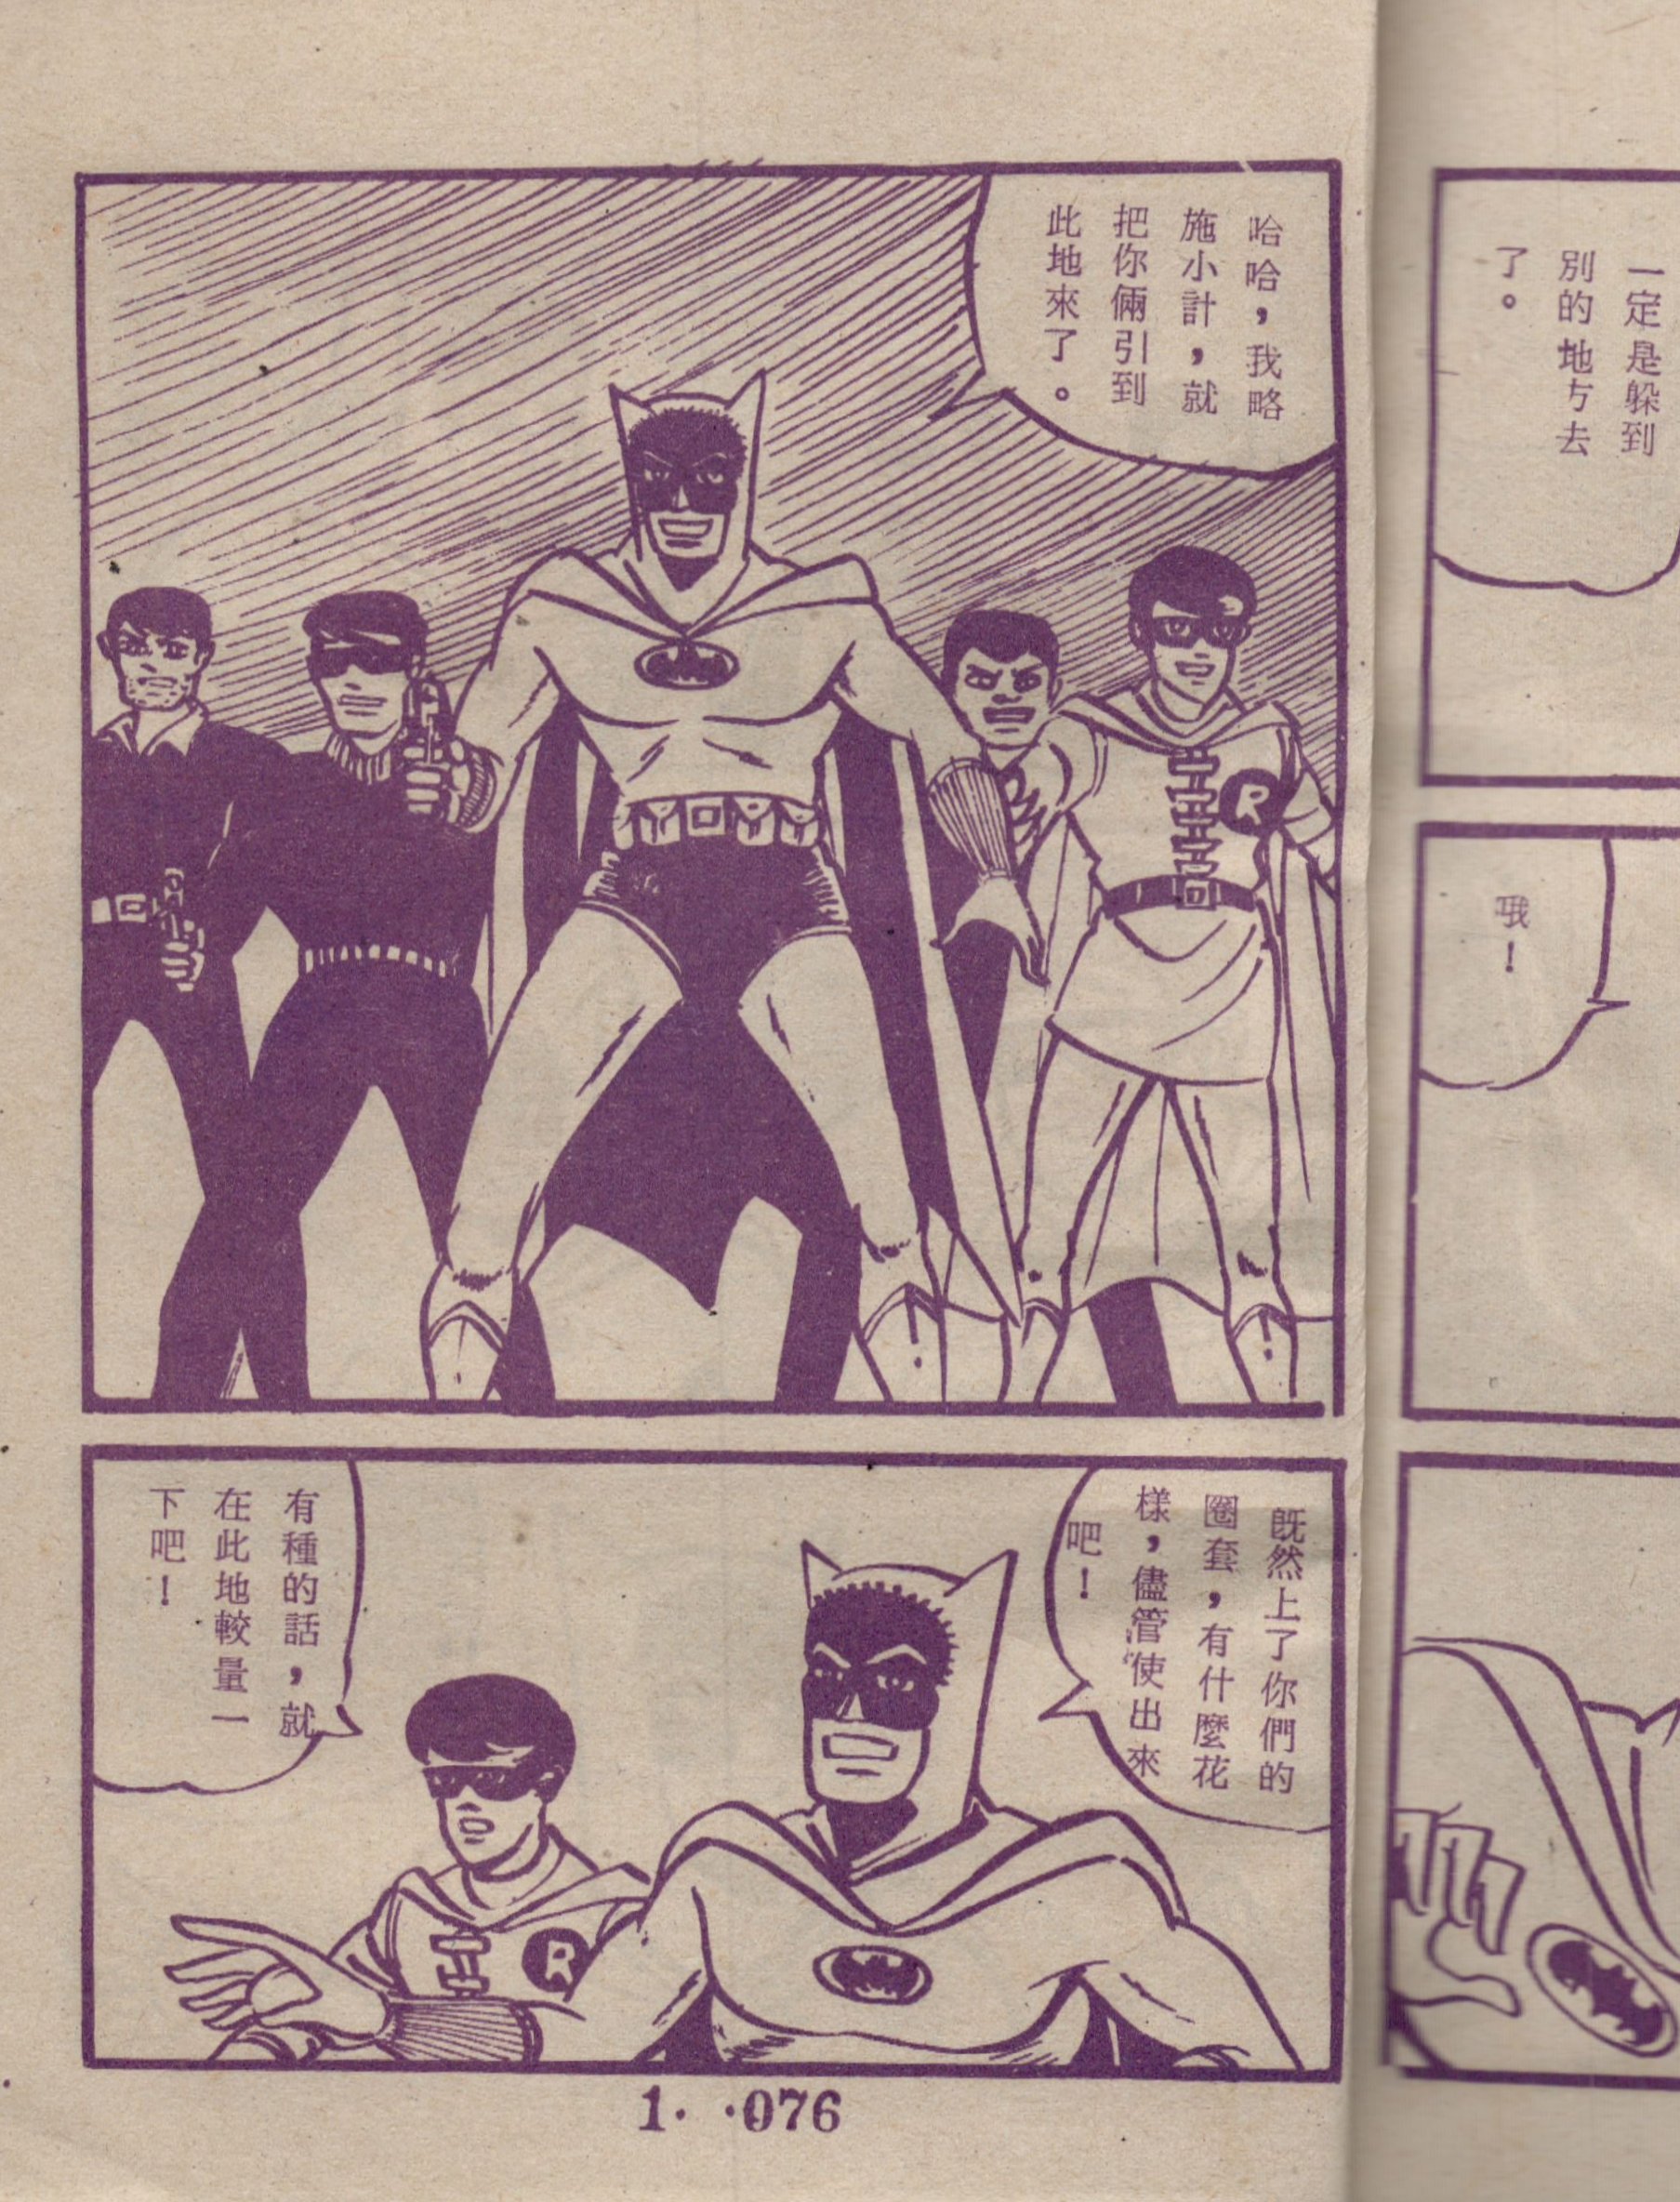 一定是躲到
別的地方去
了。
哦！
哈哈，我略
施小計，就
把你倆引到
此地來了。
R
既然上了你們的
圈套，有什麼花
樣，儘管使出來
吧！
有種的話，就
在此地較量一
下吧！
R
1··076